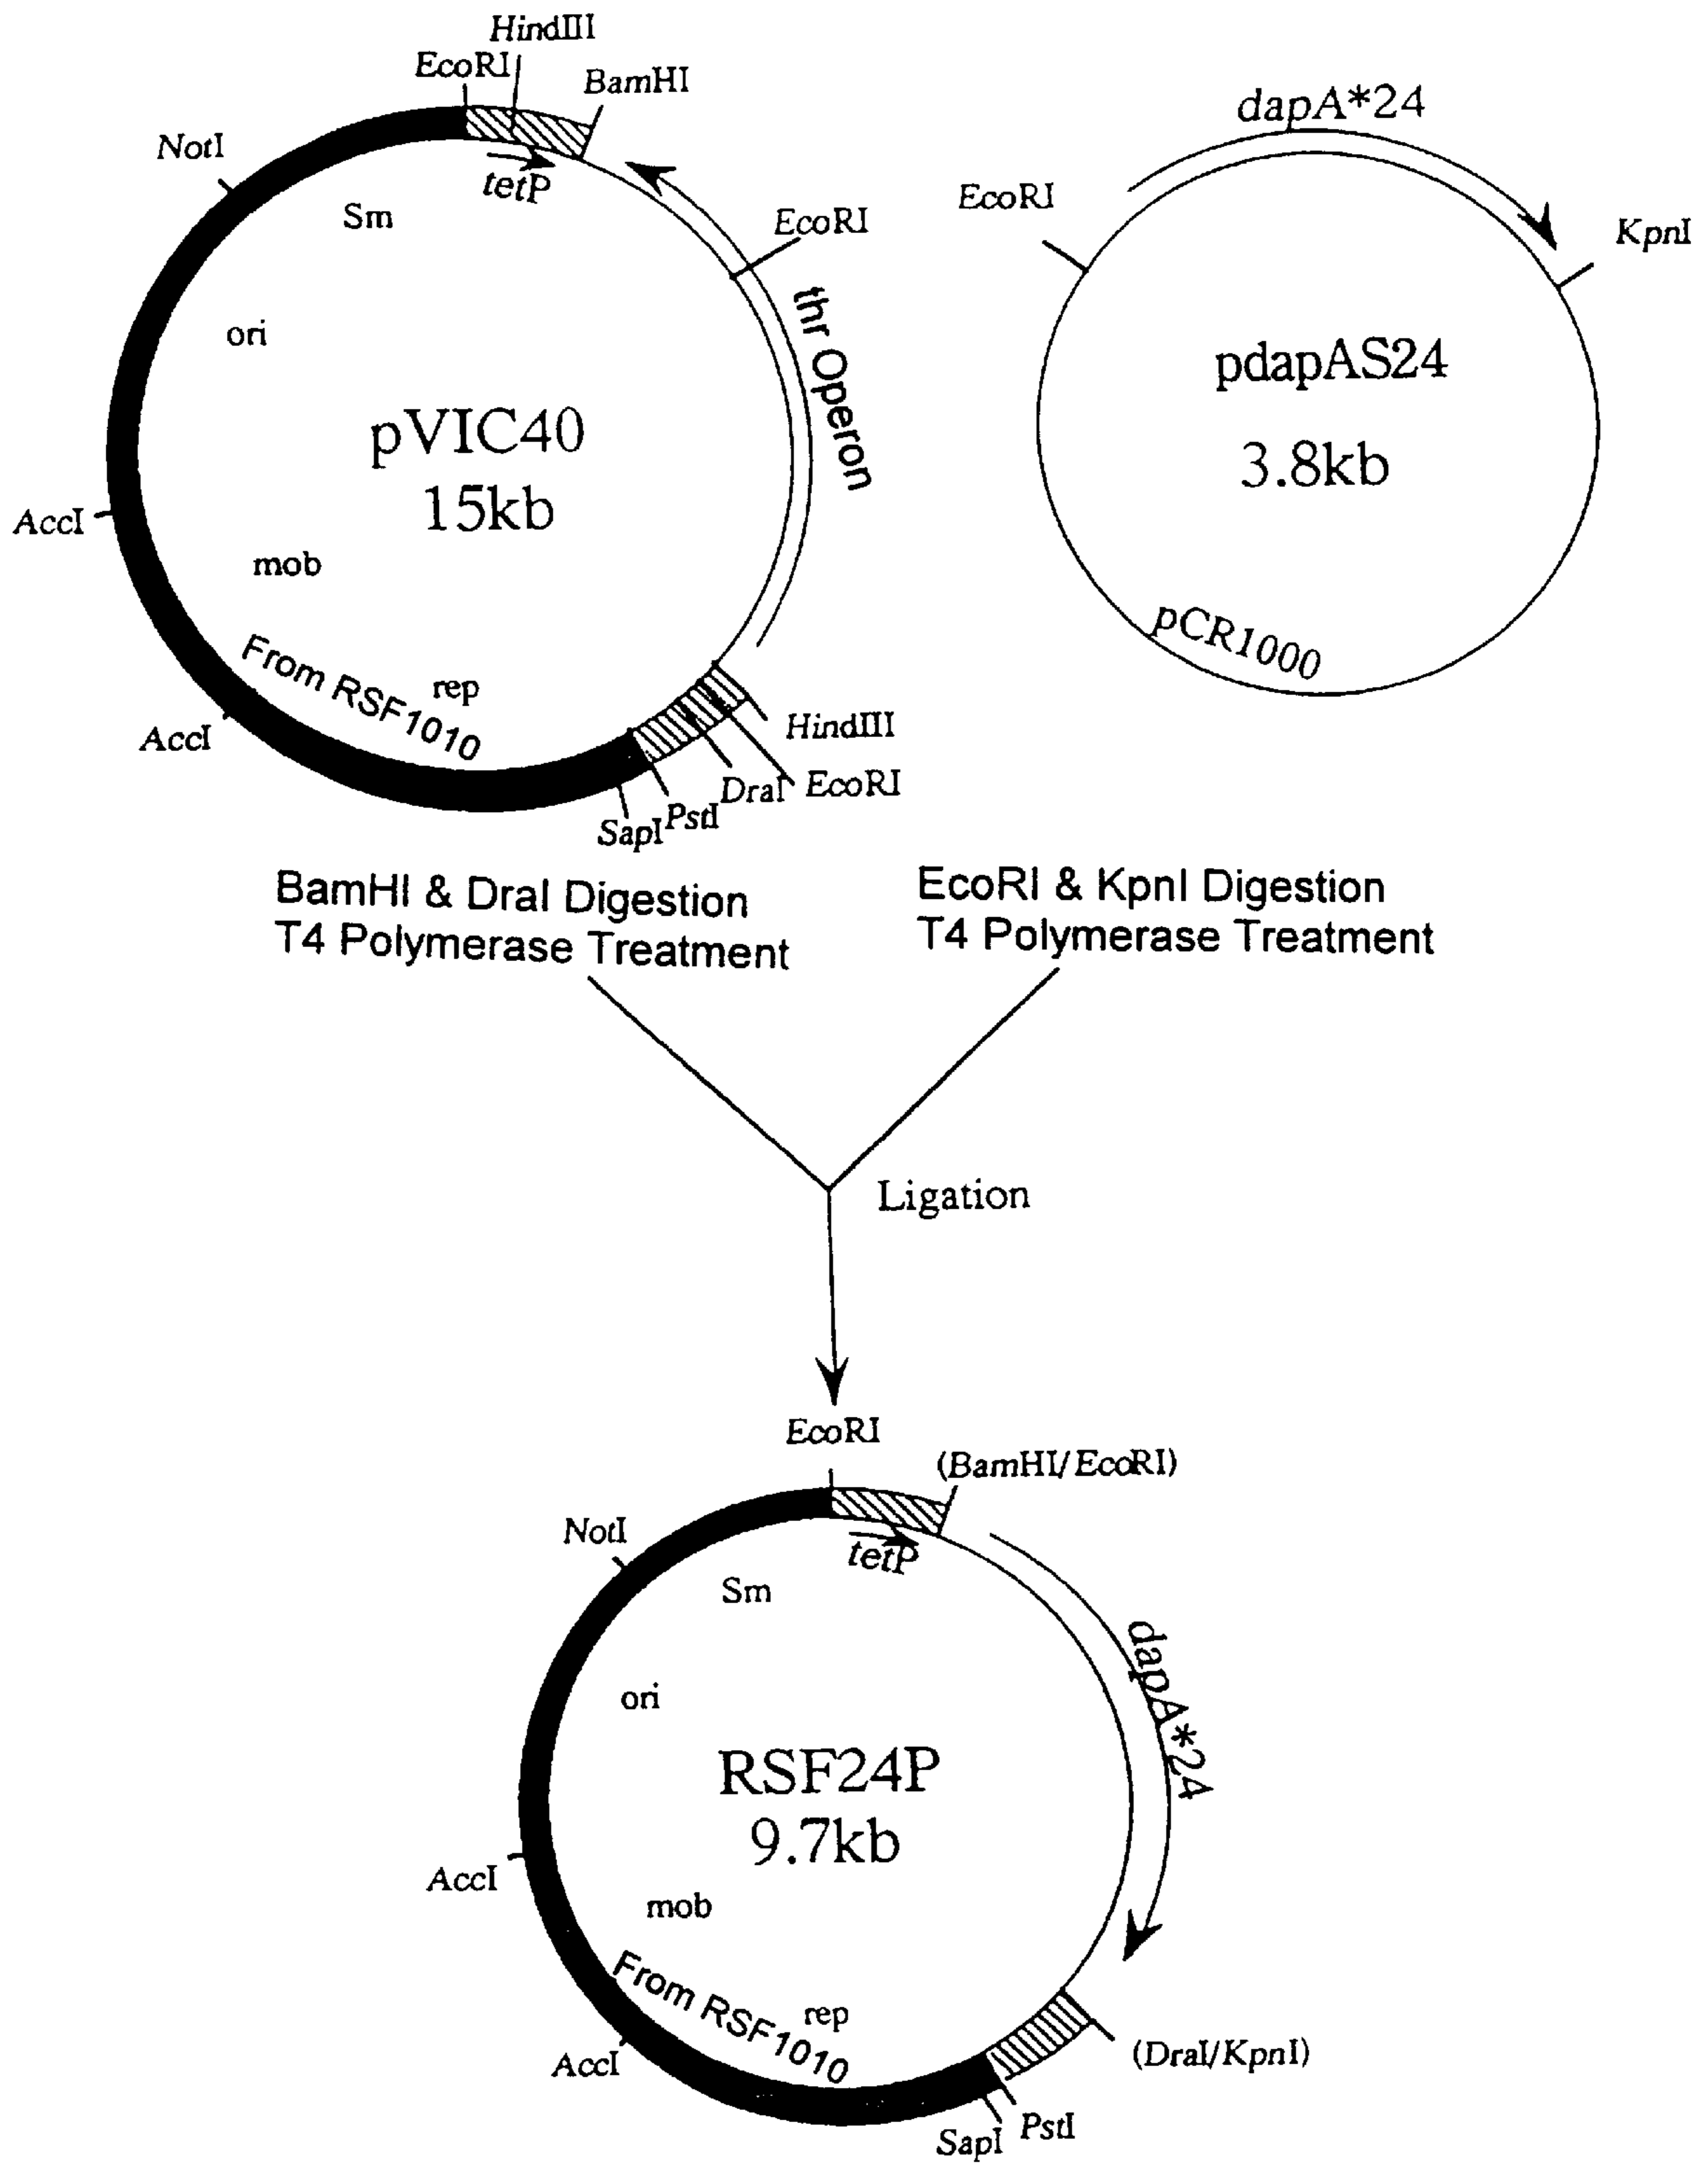 HindIII
EcoRI
BamHI
NotI
tetP
Sm
EcoRI
ori
thr Operon
pVIC40
15kb
AccI
mob
From RSF1010
rep
AccI
HindIII
EcoRI
DraI
PstI
SapI
dapA*24
EcoRI
KpnI
pdapAS24
3.8kb
pCR1000
BamHI & DraI Digestion
T4 Polymerase Treatment
EcoRI & KpnI Digestion
T4 Polymerase Treatment
Ligation
EcoRI
(BamHI/EcoRI)
NotI
tetP
Sm
dapA*24
ori
RSF24P
9.7kb
AccI
mob
From RSF1010
rep
AccI
(DraI/KpnI)
PstI
SapI